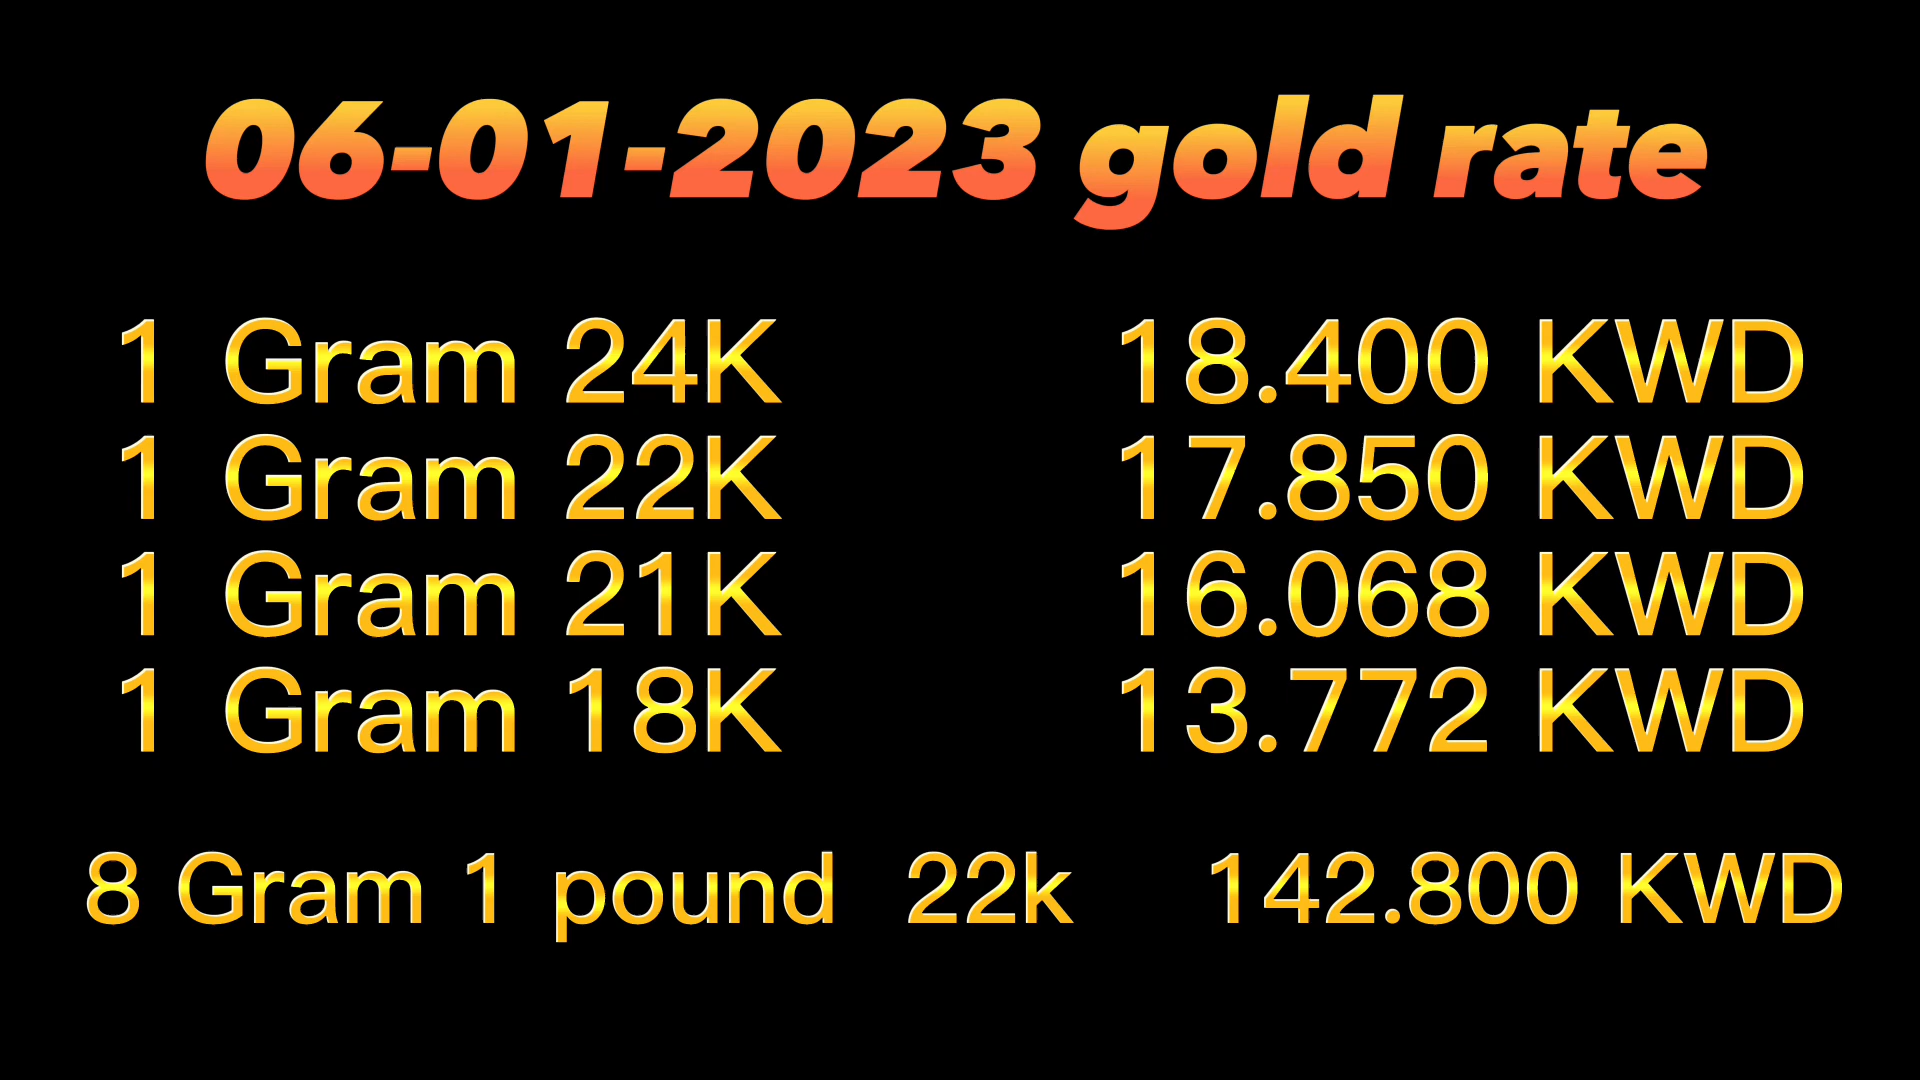 06-01-2023 gold rate
1 Gram 24K 18.400 KWD
1 Gram 22K 17.850 KWD
1 Gram 21K 16.068 KWD
1 Gram 18K 13.772 KWD
8 Gram 1 pound 22k 142.800 KWD